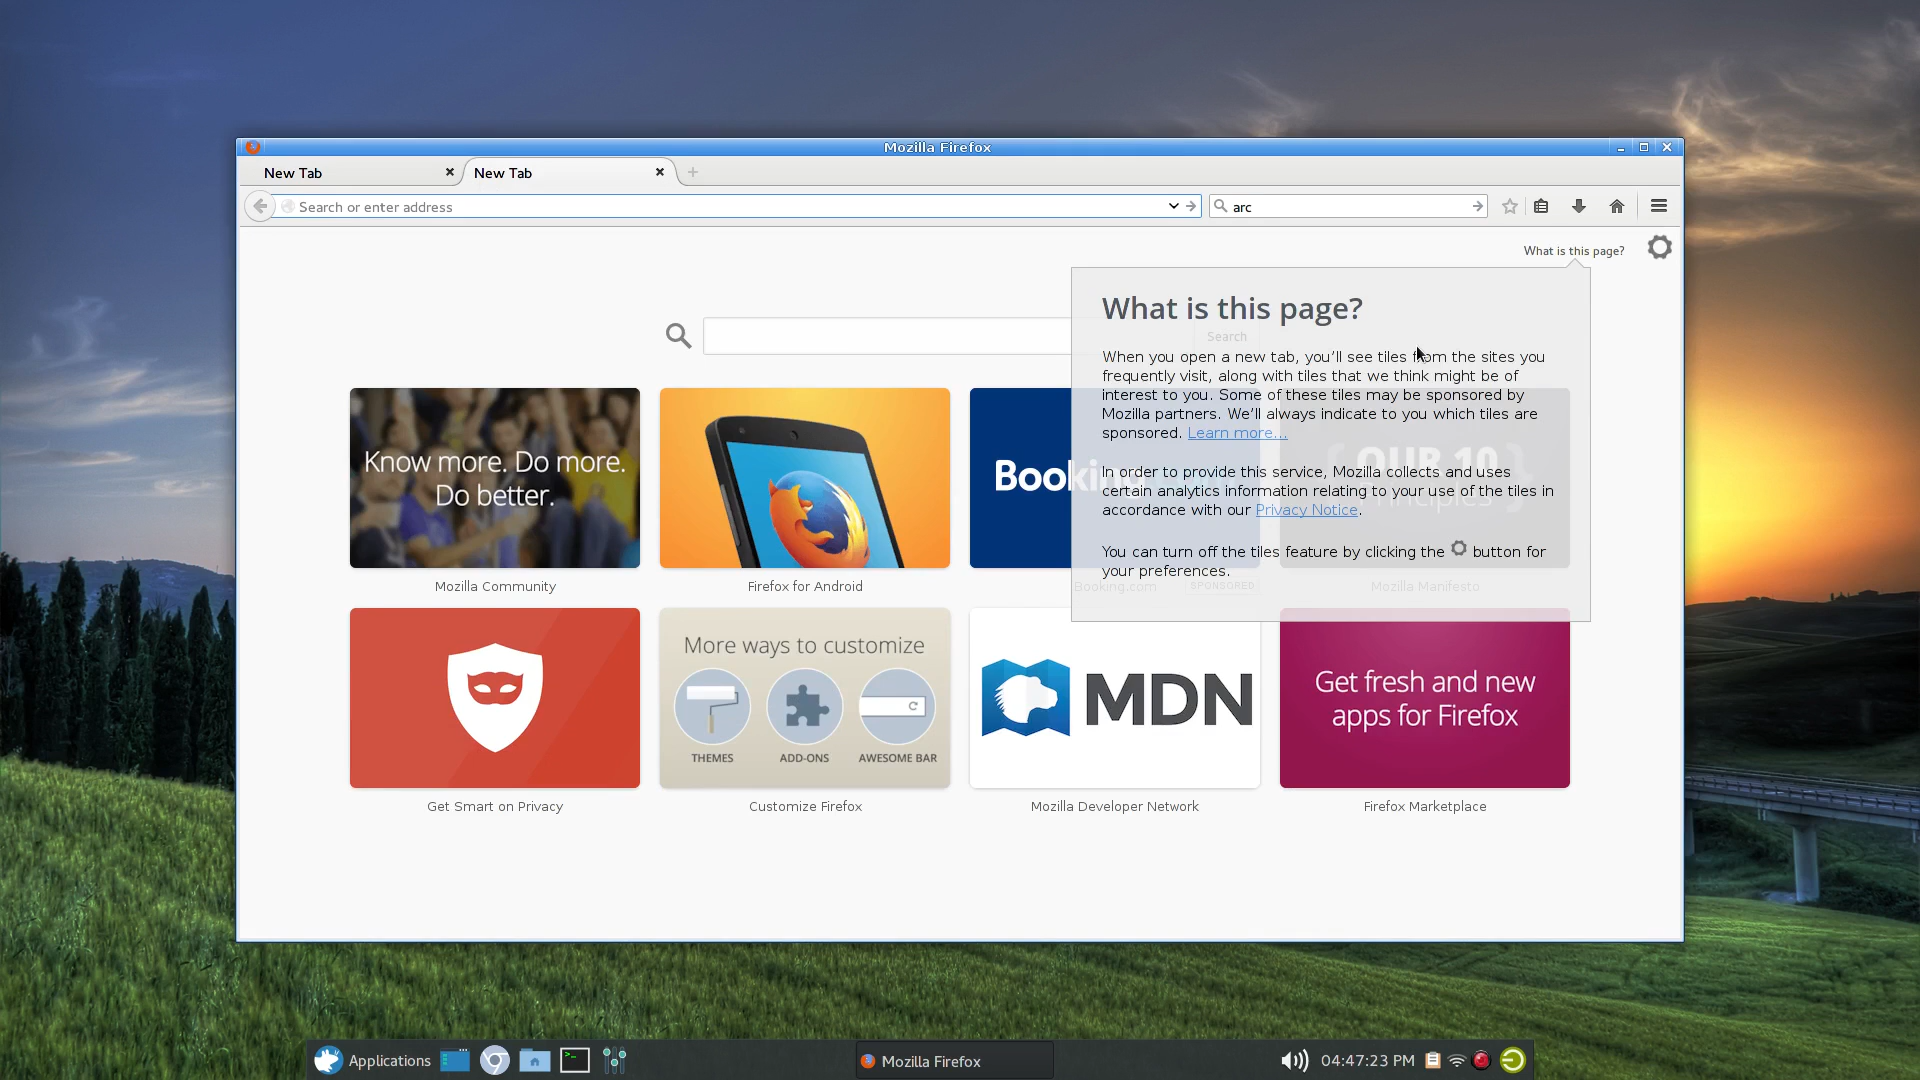 Mozilla Firefox
New Tab
New Tab
Search or enter address
arc
What is this page?
What is this page?
Search
When you open a new tab, you'll see tiles from the sites you
frequently visit, along with tiles that we think might be of
interest to you. Some of these tiles may be sponsored by
Mozilla partners. We'll always indicate to you which tiles are
sponsored. Learn more...
In order to provide this service, Mozilla collects and uses
certain analytics information relating to your use of the tiles in
accordance with our Privacy Notice.
You can turn off the tiles feature by clicking the button for
your preferences.
Know more. Do more.
Do better.
Booking
{ OUR 10 }
Principles
Mozilla Community
Firefox for Android
Booking.com
SPONSORED
Mozilla Manifesto
More ways to customize
THEMES
ADD-ONS
AWESOME BAR
MDN
Get fresh and new
apps for Firefox
Get Smart on Privacy
Customize Firefox
Mozilla Developer Network
Firefox Marketplace
Applications
Mozilla Firefox
04:47:23 PM